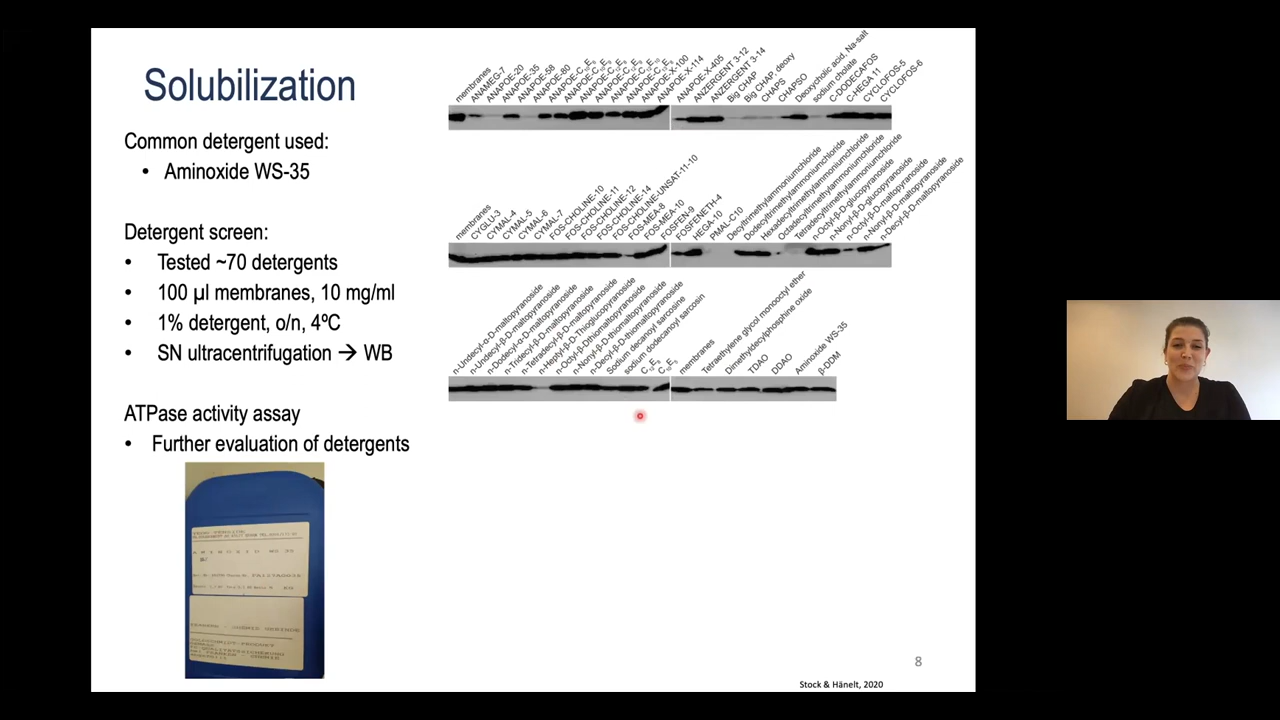 Solubilization
Common detergent used:
• Aminoxide WS-35
Detergent screen:
• Tested ~70 detergents
• 100 µl membranes, 10 mg/ml
• 1% detergent, o/n, 4ºC
• SN ultracentrifugation → WB
ATPase activity assay
• Further evaluation of detergents
membranes
ANAMEG-7
ANAPOE-20
ANAPOE-35
ANAPOE-58
ANAPOE-80
ANAPOE-X-100
ANAPOE-X-114
ANAPOE-X-405
ANZERGENT 3-12
ANZERGENT 3-14
Big CHAP
Big CHAP, deoxy
CHAPS
CHAPSO
Deoxycholic acid, Na-salt
sodium cholate
C-DODECAFOS
C-HEGA 11
CYCLOFOS-5
CYCLOFOS-6
membranes
CYGLU-3
CYMAL-4
CYMAL-5
CYMAL-6
CYMAL-7
FOS-CHOLINE-10
FOS-CHOLINE-11
FOS-CHOLINE-12
FOS-CHOLINE-14
FOS-CHOLINE-UNSAT-11-10
FOS-MEA-8
FOS-MEA-10
FOSFEN-9
FOSFENETH-4
HEGA-10
PMAL-C10
Decyltrimethylammoniumchloride
Dodecyltrimethylammoniumchloride
Hexadecyltrimethylammoniumchloride
Octadecyltrimethylammoniumchloride
Tetradecyltrimethylammoniumchloride
n-Octyl-β-D-glucopyranoside
n-Nonyl-β-D-glucopyranoside
n-Octyl-β-D-maltopyranoside
n-Nonyl-β-D-maltopyranoside
n-Decyl-β-D-maltopyranoside
n-Undecyl-α-D-maltopyranoside
n-Undecyl-β-D-maltopyranoside
n-Dodecyl-α-D-maltopyranoside
n-Tridecyl-β-D-maltopyranoside
n-Tetradecyl-β-D-maltopyranoside
n-Heptyl-β-D-Thioglucopyranoside
n-Octyl-β-Dthiomaltopyranoside
n-Nonyl-β-D-thiomaltopyranoside
n-Decyl-β-D-thiomaltopyranoside
Sodium decanoyl sarcosine
sodium dodecanoyl sarcosin
membranes
Tetraethylene glycol monooctyl ether
Dimethyldecylphosphine oxide
TDAO
DDAO
Aminoxide WS-35
β-DDM
8
Stock & Hänelt, 2020